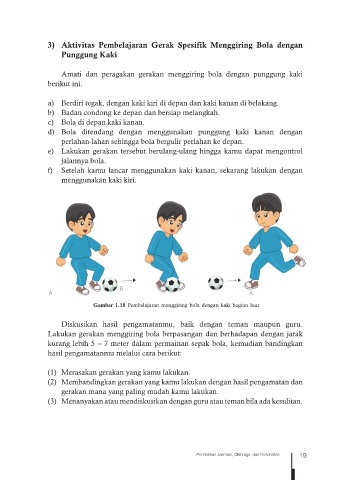 3) Aktivitas Pembelajaran Gerak Spesifik Menggiring Bola dengan
Punggung Kaki
Amati dan peragakan gerakan menggiring bola dengan punggung kaki
berikut ini.
a) Berdiri tegak, dengan kaki kiri di depan dan kaki kanan di belakang.
b) Badan condong ke depan dan bersiap melangkah.
c) Bola di depan kaki kanan.
d) Bola ditendang dengan menggunakan punggung kaki kanan dengan
perlahan-lahan sehingga bola bergulir perlahan ke depan.
e) Lakukan gerakan tersebut berulang-ulang hingga kamu dapat mengontrol
jalannya bola.
f) Setelah kamu lancar menggunakan kaki kanan, sekarang lakukan dengan
menggunakan kaki kiri.
A
B
Gambar 1.18 Pembelajaran menggiring bola dengan kaki bagian luar
Diskusikan hasil pengamatanmu, baik dengan teman maupun guru.
Lakukan gerakan menggiring bola berpasangan dan berhadapan dengan jarak
kurang lebih 5 – 7 meter dalam permainan sepak bola, kemudian bandingkan
hasil pengamatanmu melalui cara berikut:
(1) Merasakan gerakan yang kamu lakukan.
(2) Membandingkan gerakan yang kamu lakukan dengan hasil pengamatan dan
gerakan mana yang paling mudah kamu lakukan.
(3) Menanyakan atau mendiskusikan dengan guru atau teman bila ada kesulitan.
Pendidikan Jasmani, Olahraga, dan Kesehatan 19